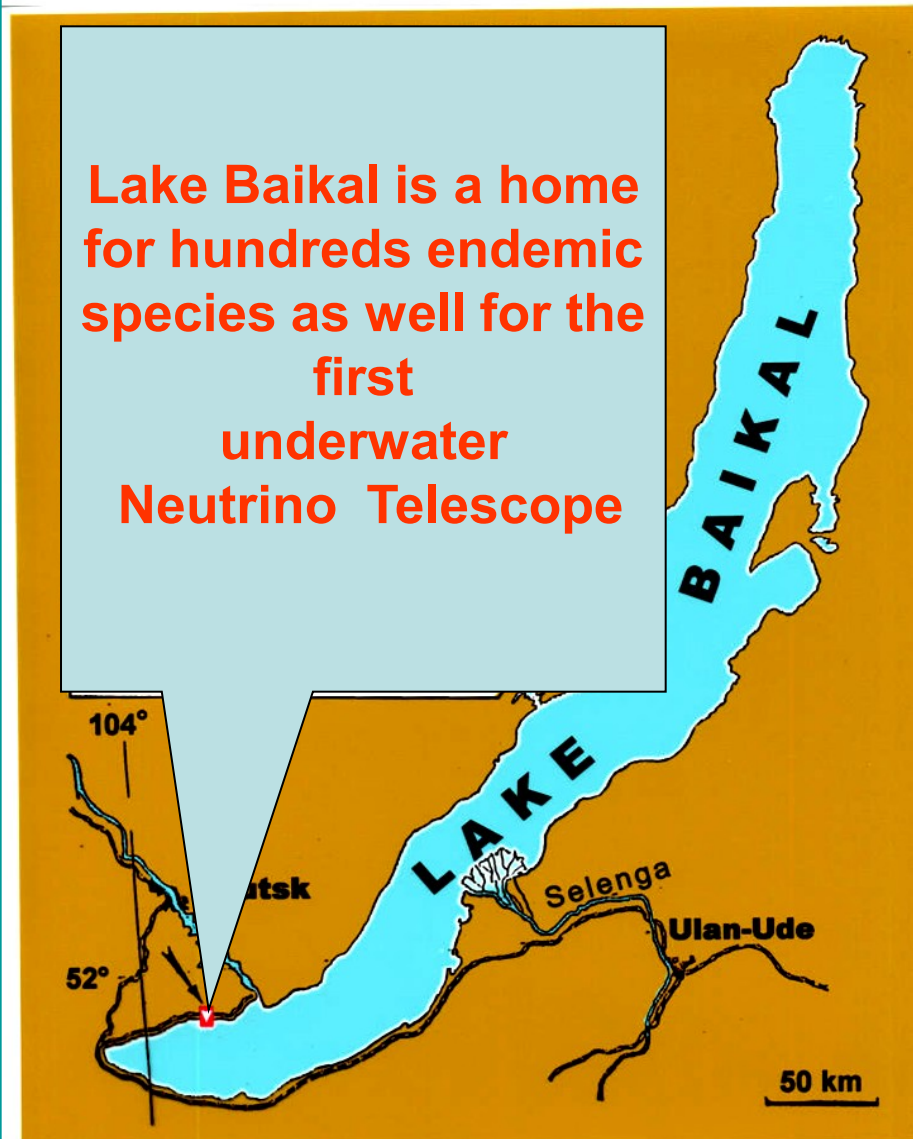 Lake Baikal is a home
for hundreds endemic
species as well for the
first
underwater
Neutrino Telescope
BAIKAL
LAKE
104°
utsk
Selenga
Ulan-Ude
52°
50 km